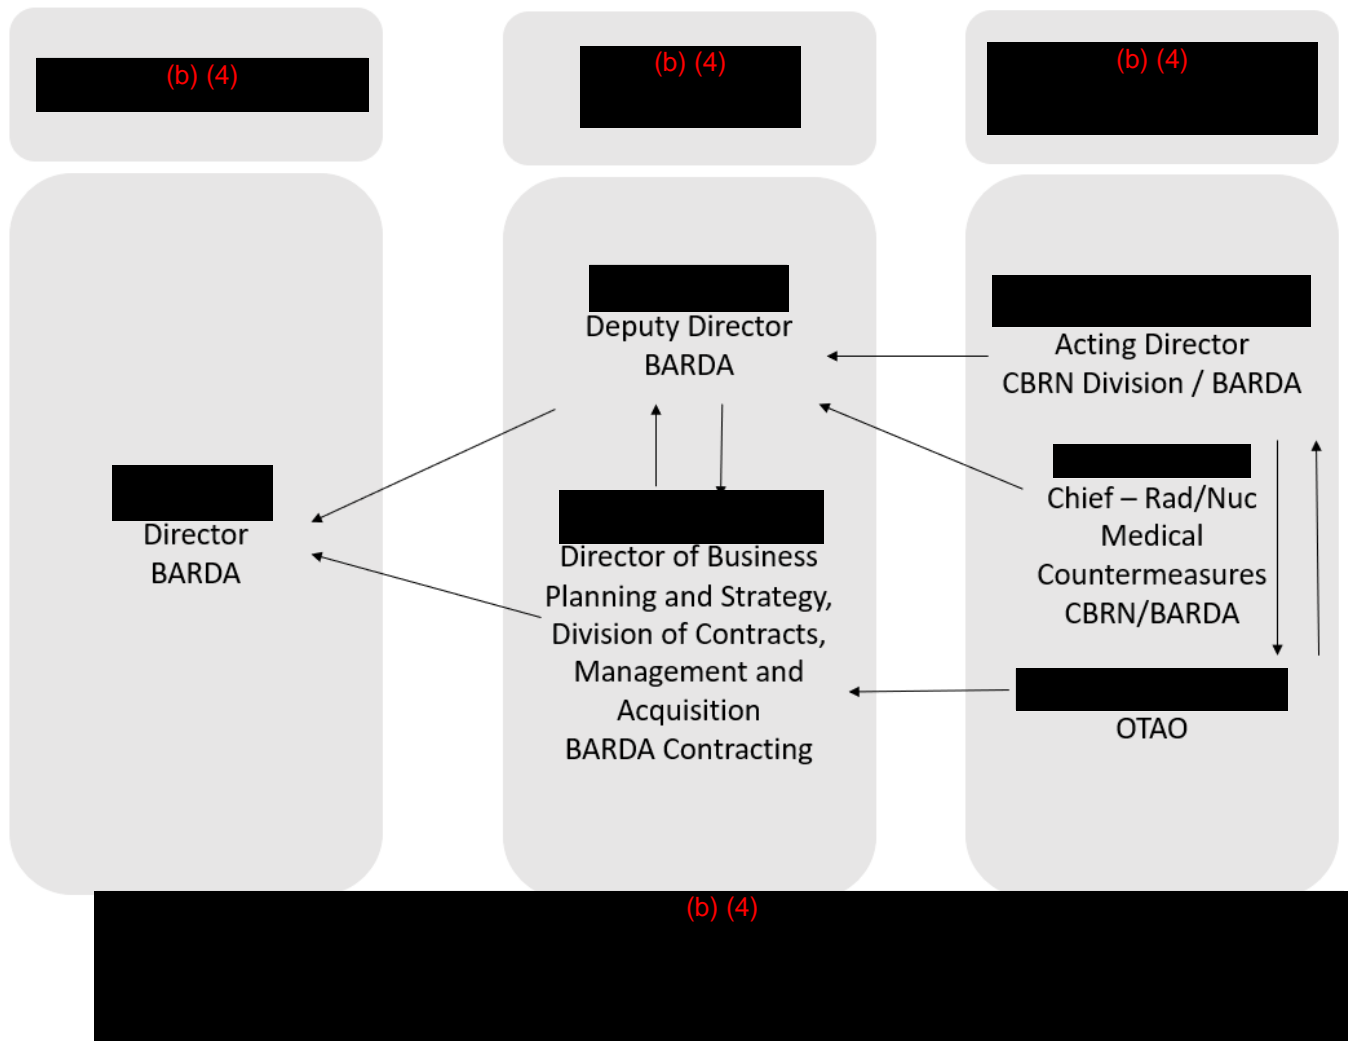 (b) (4)
(b) (4)
(b) (4)
Director
BARDA
Deputy Director
BARDA
Director of Business
Planning and Strategy,
Division of Contracts,
Management and
Acquisition
BARDA Contracting
Acting Director
CBRN Division / BARDA
Chief – Rad/Nuc
Medical
Countermeasures
CBRN/BARDA
OTAO
(b) (4)